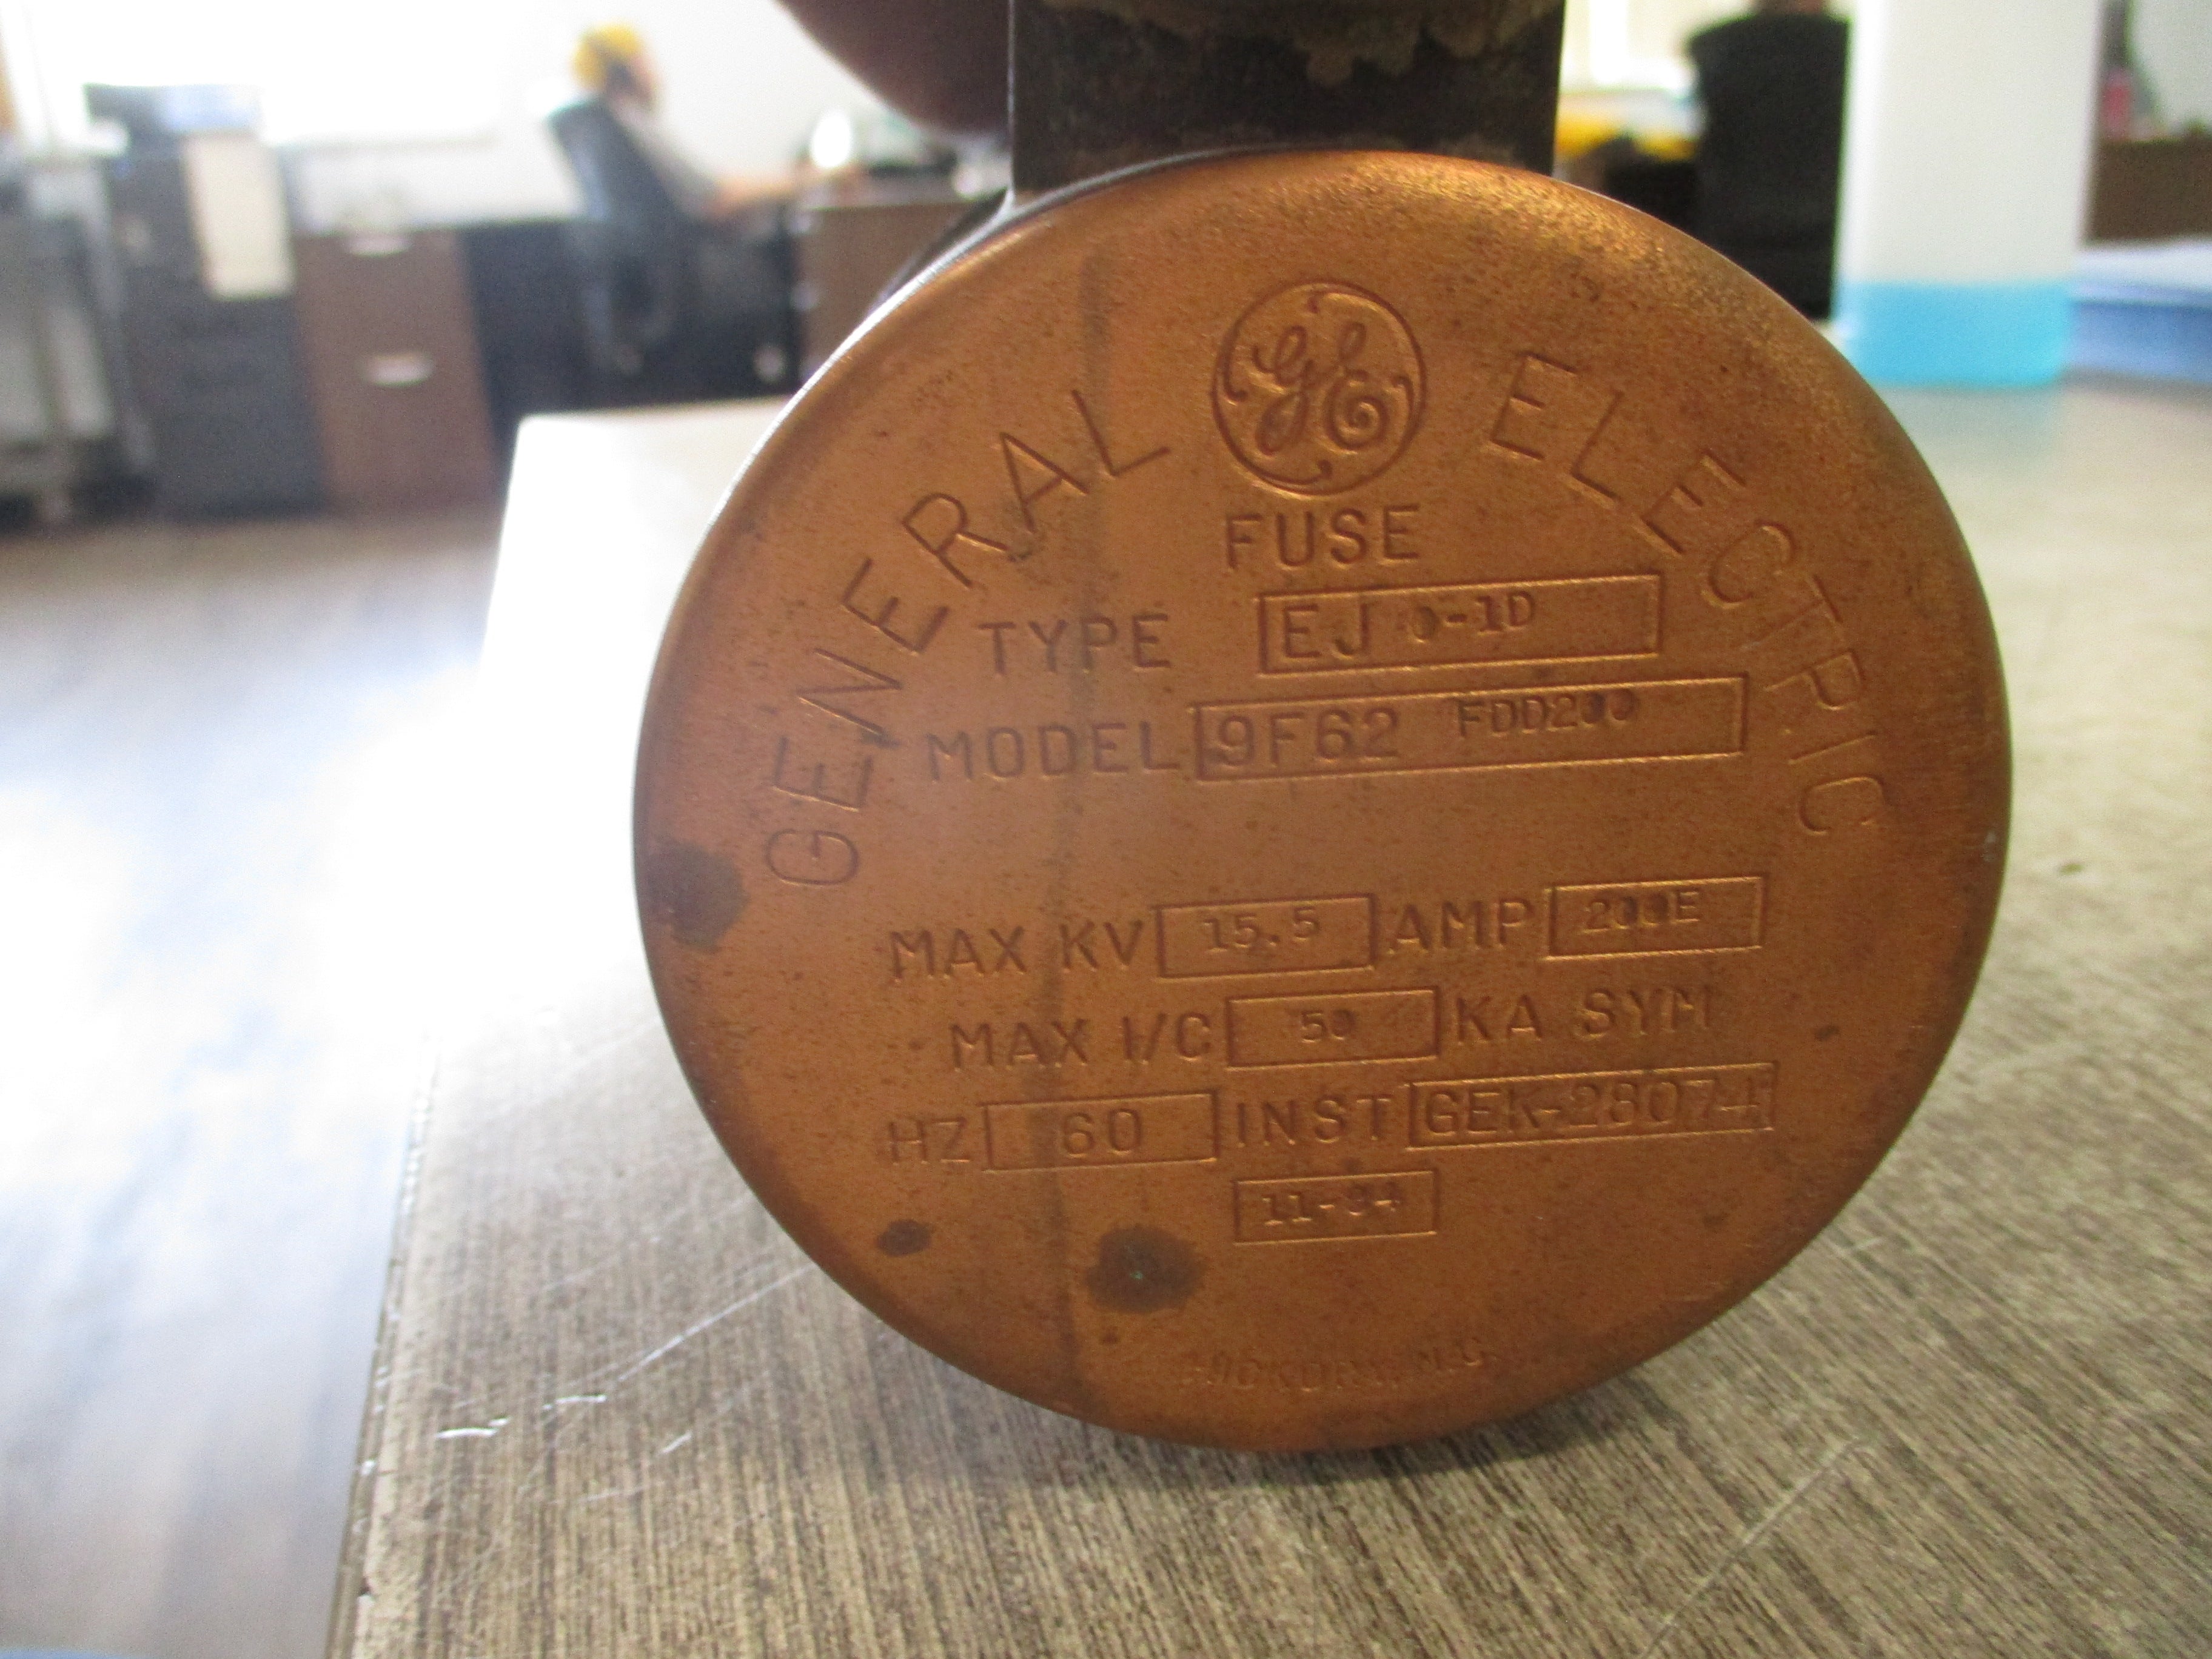 GENERAL GE ELECTRIC
FUSE
TYPE EJ O-1D
MODEL 9F62 FDD200
MAX KV 15.5 AMP 200E
MAX I/C 50 KA SYM
HZ 60 INST GEK-28074
HICKORY, N.C.